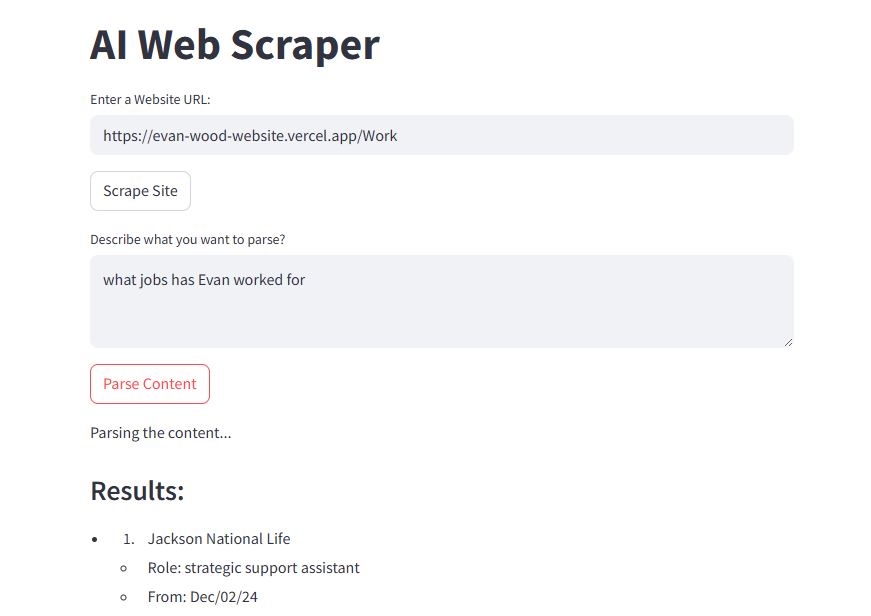 AI Web Scraper
Enter a Website URL:
https://evan-wood-website.vercel.app/Work
Scrape Site
Describe what you want to parse?
what jobs has Evan worked for
Parse Content
Parsing the content...
Results:
• 1. Jackson National Life
◦ Role: strategic support assistant
◦ From: Dec/02/24